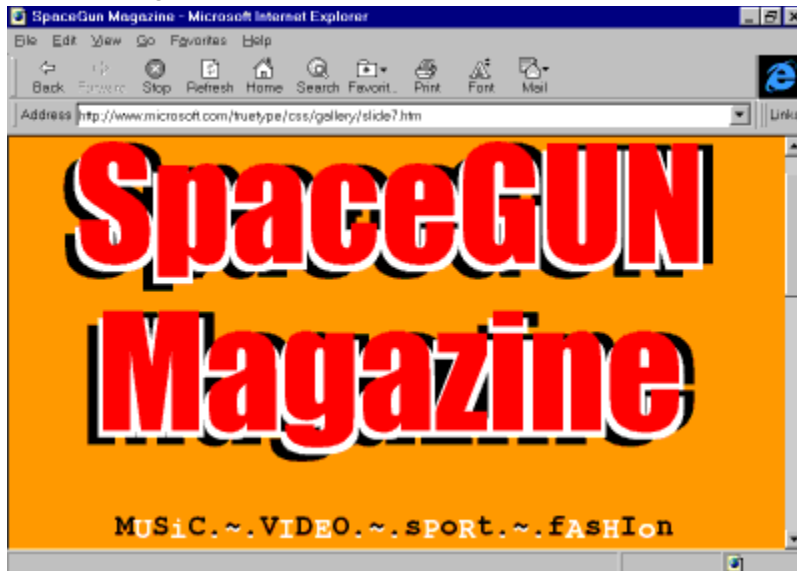 SpaceGun Magazine - Microsoft Internet Explorer
File Edit View Go Favorites Help
Back Forward Stop Refresh Home Search Favorit.. Print Font Mail
Address http://www.microsoft.com/truetype/css/gallery/slide7.htm Links
SpaceGUN
Magazine
MUSiC.~.VIDEO.~.sPoRt.~.fAsHIon